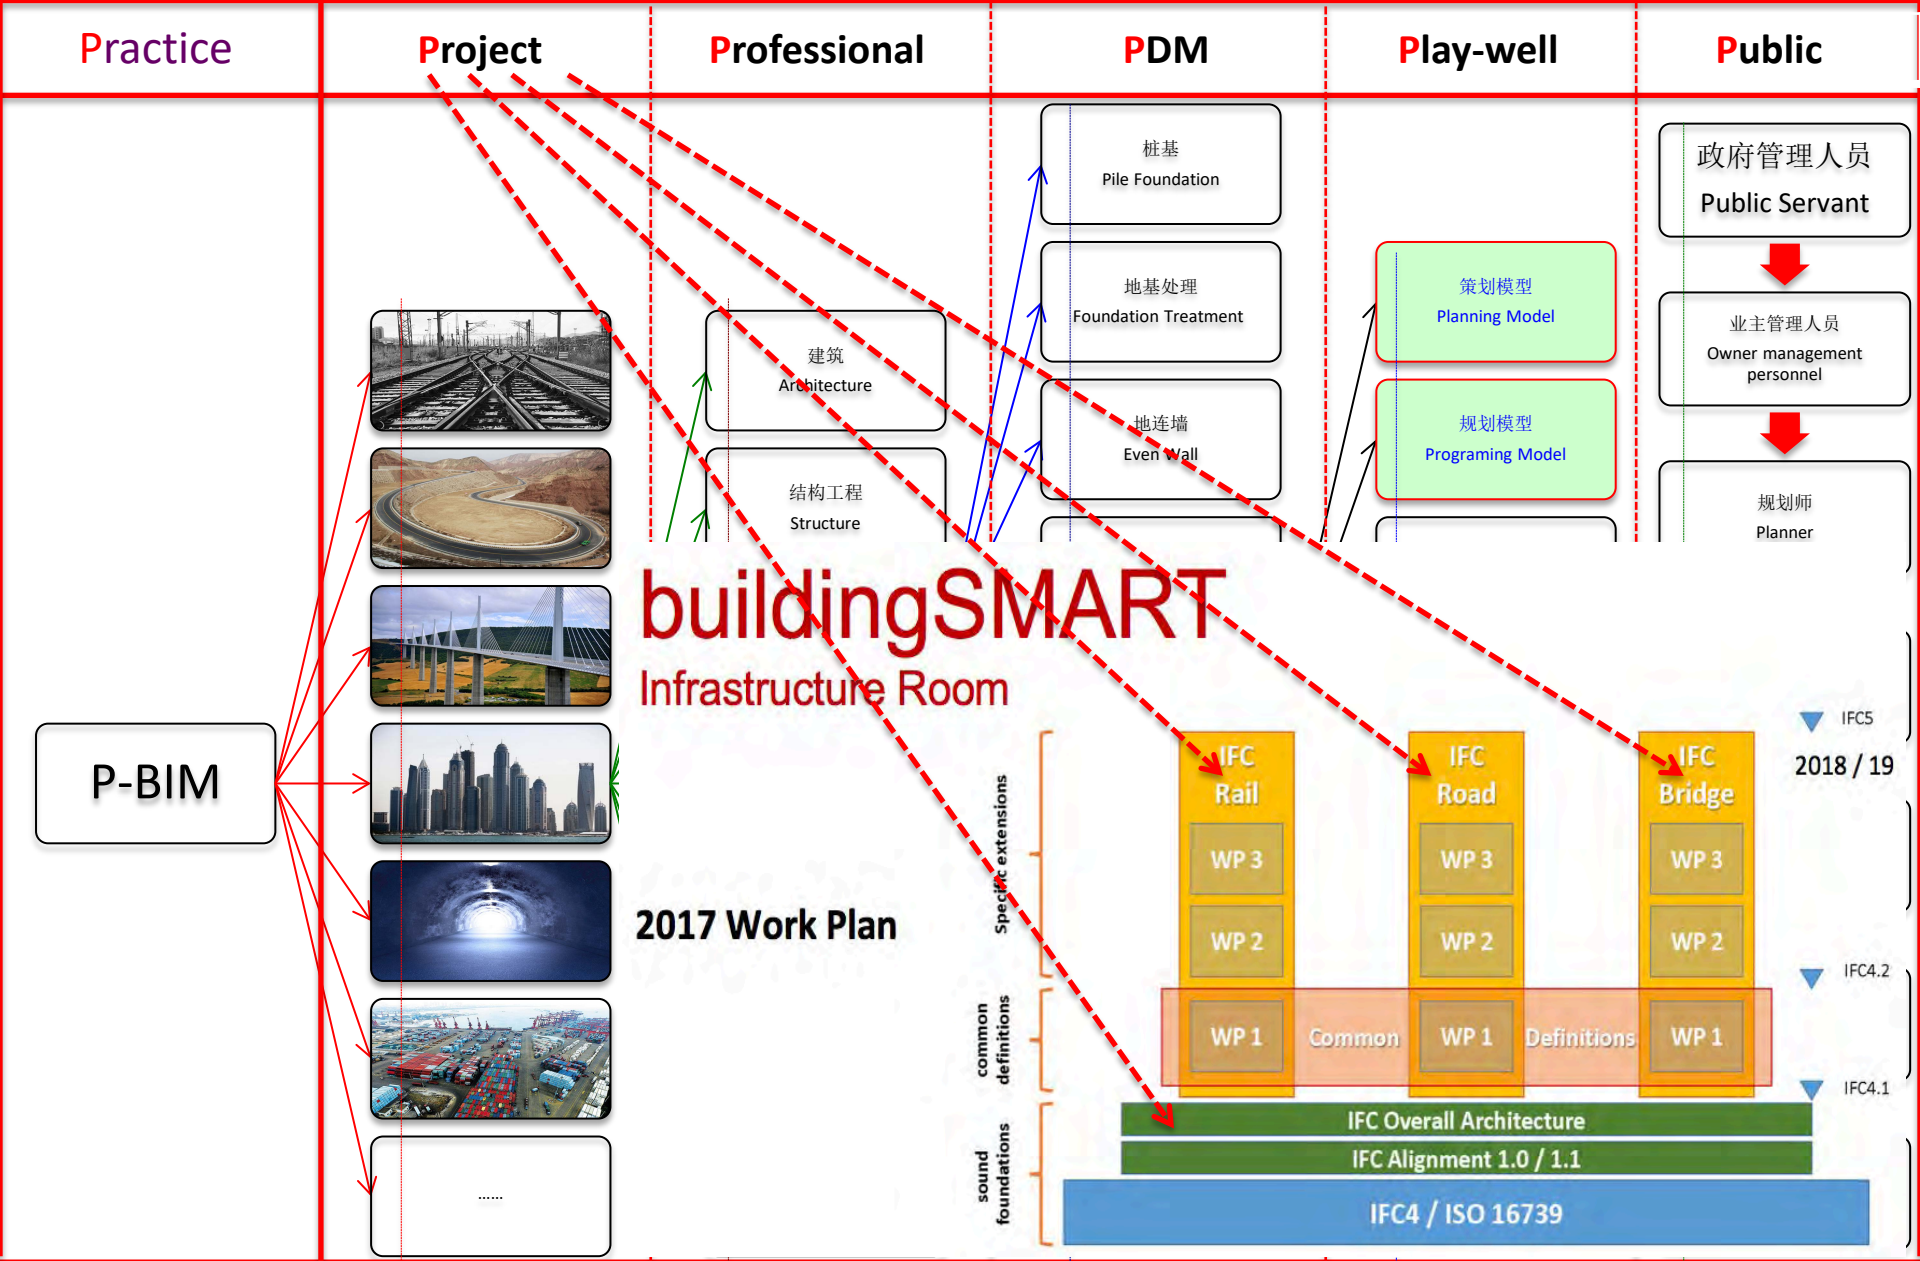 Practice
Project
Professional
PDM
Play-well
Public
P-BIM
......
建筑
Architecture
结构工程
Structure
桩基
Pile Foundation
地基处理
Foundation Treatment
地连墙
Even Wall
策划模型
Planning Model
规划模型
Programing Model
政府管理人员
Public Servant
业主管理人员
Owner management
personnel
规划师
Planner
buildingSMART
Infrastructure Room
2017 Work Plan
Specific extensions
common
definitions
sound
foundations
IFC
Rail
WP 3
WP 2
WP 1
IFC
Road
WP 3
WP 2
WP 1
IFC
Bridge
WP 3
WP 2
WP 1
Common
Definitions
IFC Overall Architecture
IFC Alignment 1.0 / 1.1
IFC4 / ISO 16739
IFC5
2018 / 19
IFC4.2
IFC4.1